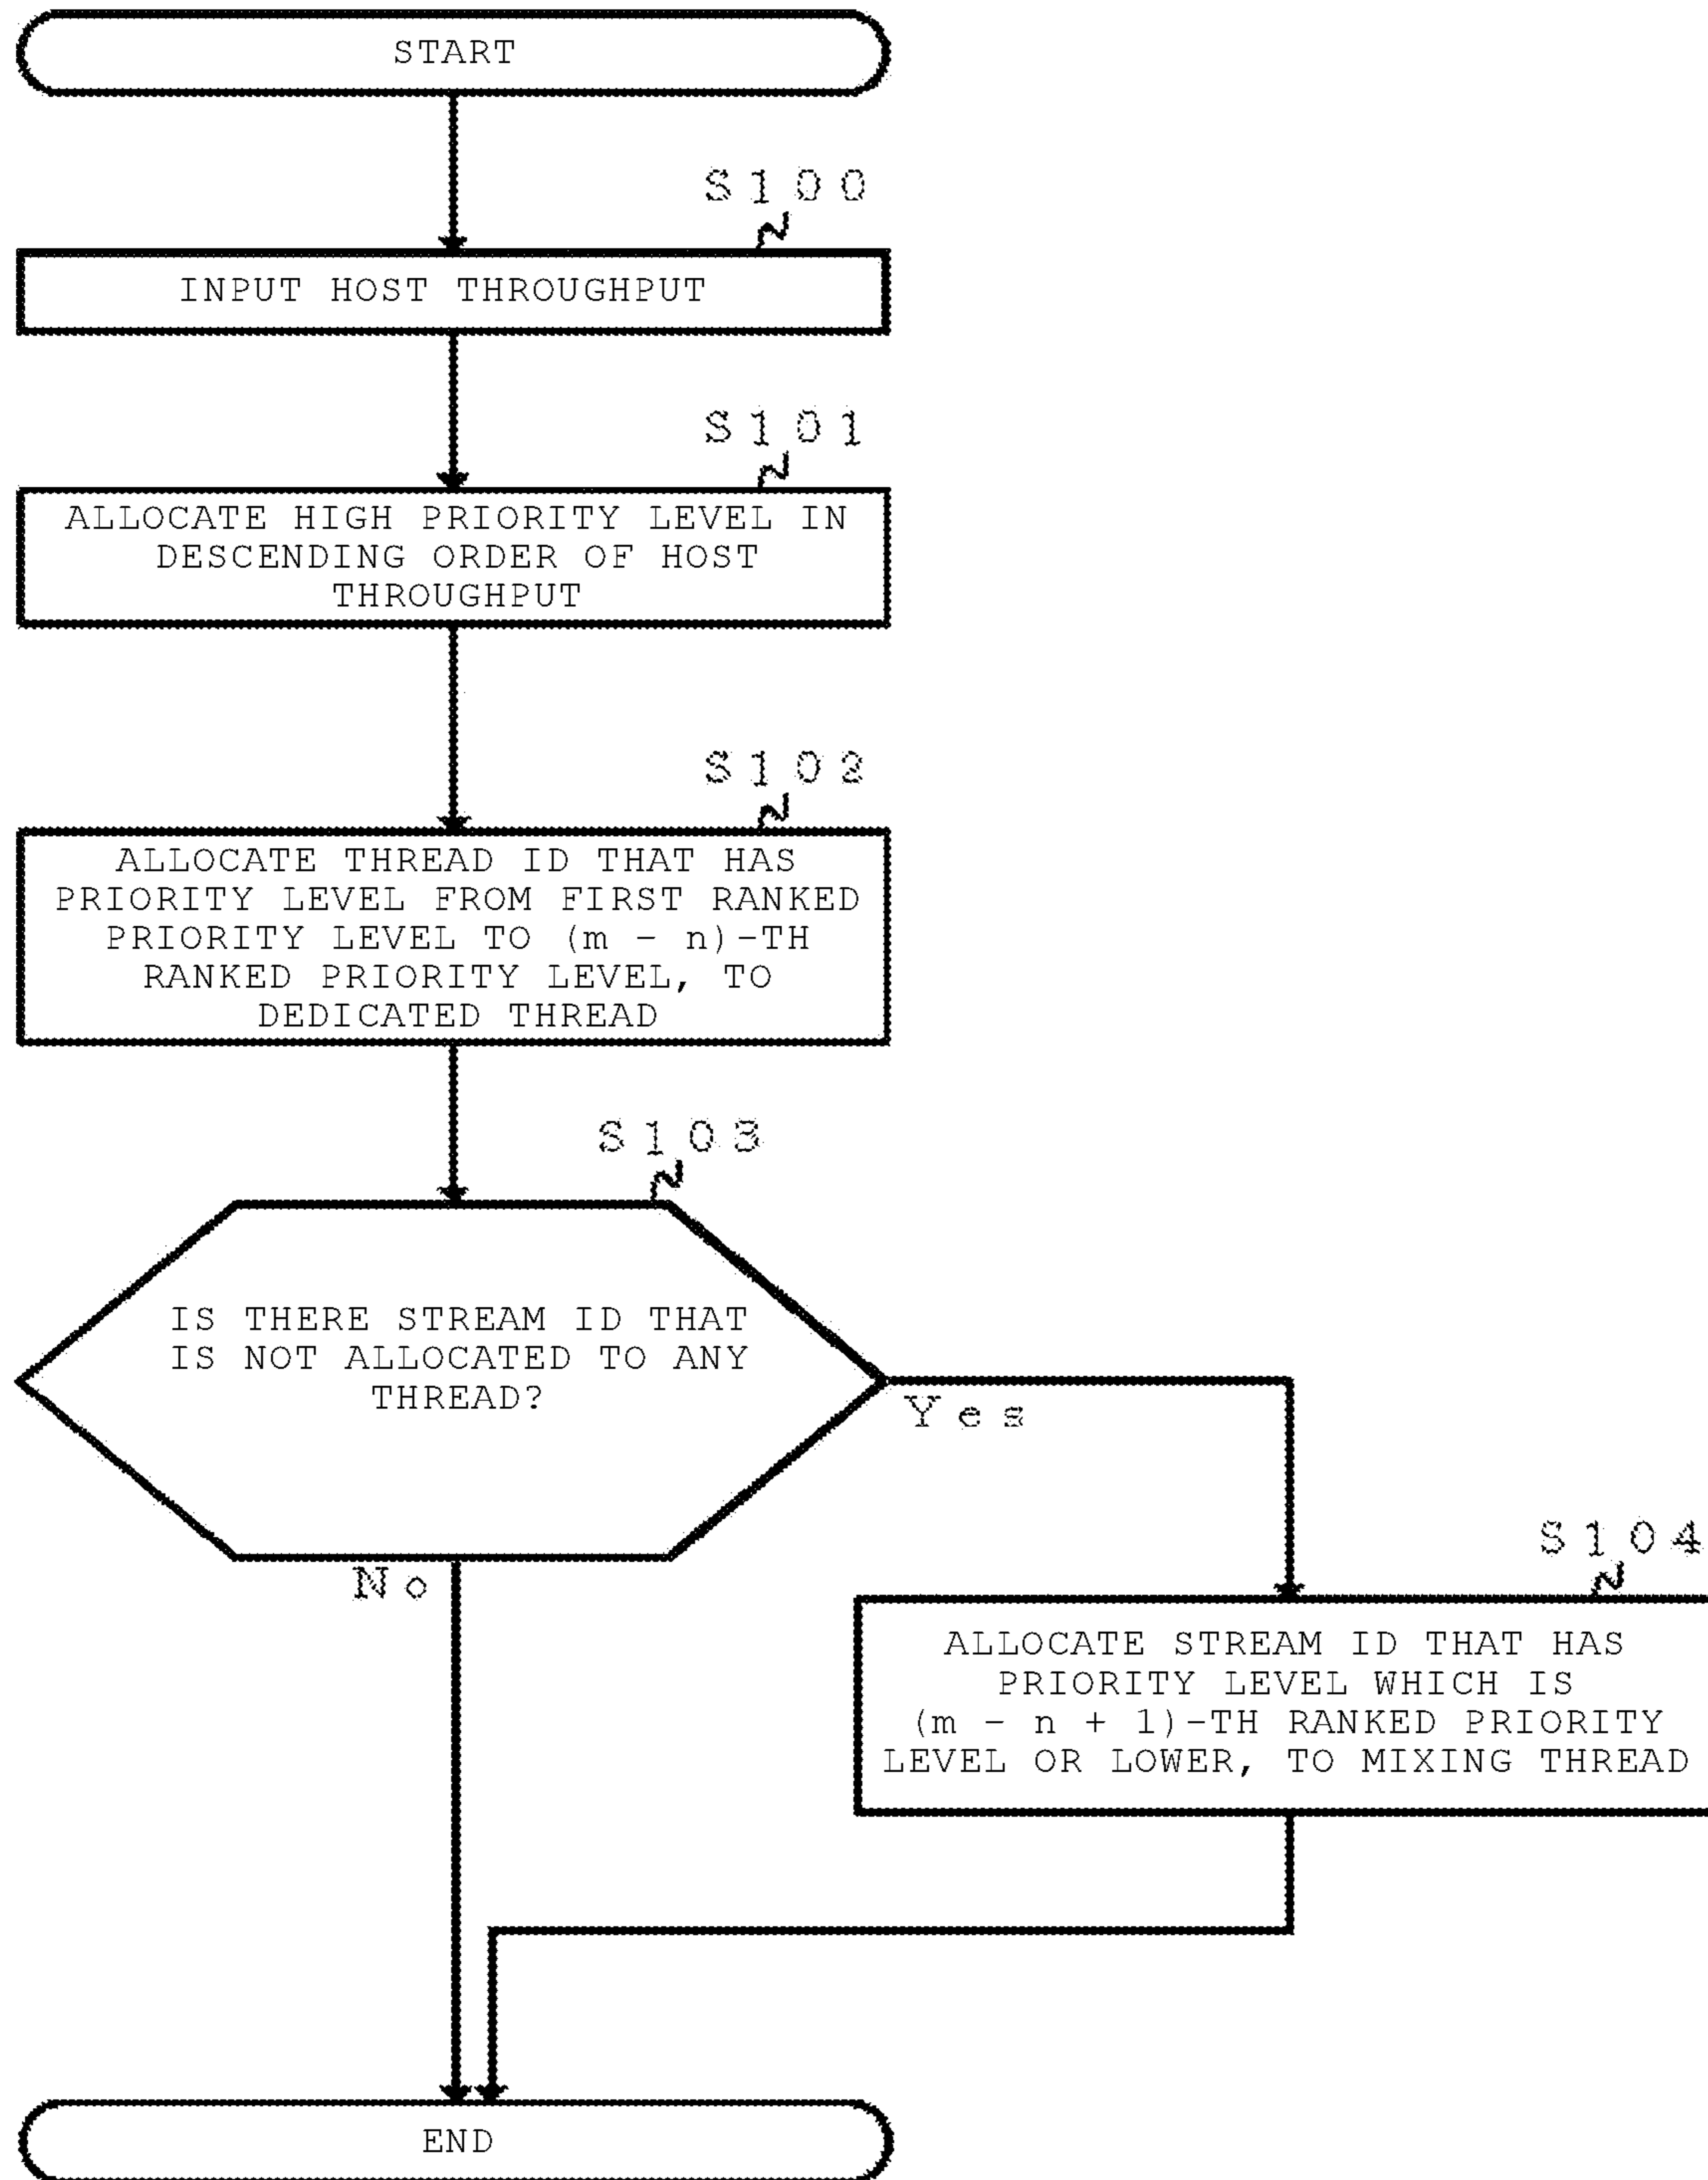 START
S100
INPUT HOST THROUGHPUT
S101
ALLOCATE HIGH PRIORITY LEVEL IN
DESCENDING ORDER OF HOST
THROUGHPUT
S102
ALLOCATE THREAD ID THAT HAS
PRIORITY LEVEL FROM FIRST RANKED
PRIORITY LEVEL TO (m - n)-TH
RANKED PRIORITY LEVEL, TO
DEDICATED THREAD
S103
IS THERE STREAM ID THAT
IS NOT ALLOCATED TO ANY
THREAD?
Yes
No
S104
ALLOCATE STREAM ID THAT HAS
PRIORITY LEVEL WHICH IS
(m - n + 1)-TH RANKED PRIORITY
LEVEL OR LOWER, TO MIXING THREAD
END